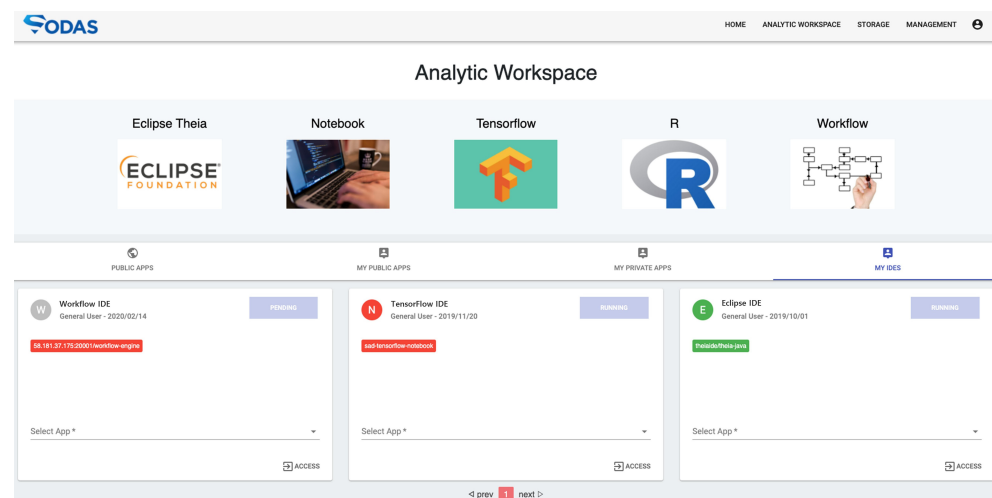 SODAS
HOME ANALYTIC WORKSPACE STORAGE MANAGEMENT
Analytic Workspace
Eclipse Theia Notebook Tensorflow R Workflow
ECLIPSE
FOUNDATION
R
PUBLIC APPS MY PUBLIC APPS MY PRIVATE APPS MY IDES
W Workflow IDE PENDING
General User - 2020/02/14
58.181.37.175:20001/workflow-engine
Select App *
ACCESS
N TensorFlow IDE RUNNING
General User - 2019/11/20
sad-tensorflow-notebook
Select App *
ACCESS
E Eclipse IDE RUNNING
General User - 2019/10/01
theiaide/theia-java
Select App *
ACCESS
prev 1 next